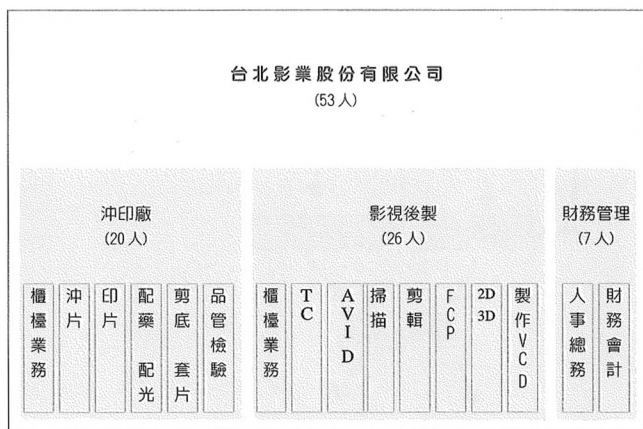 台北影業股份有限公司
(53人)
沖印廠
(20人)
影視後製
(26人)
財務管理
(7人)
櫃檯業務
沖片
印片
配藥 配光
剪底 套片
品管檢驗
櫃檯業務
TC
AVID
掃描
剪輯
FCP
2D
3D
製作VCD
人事總務
財務會計